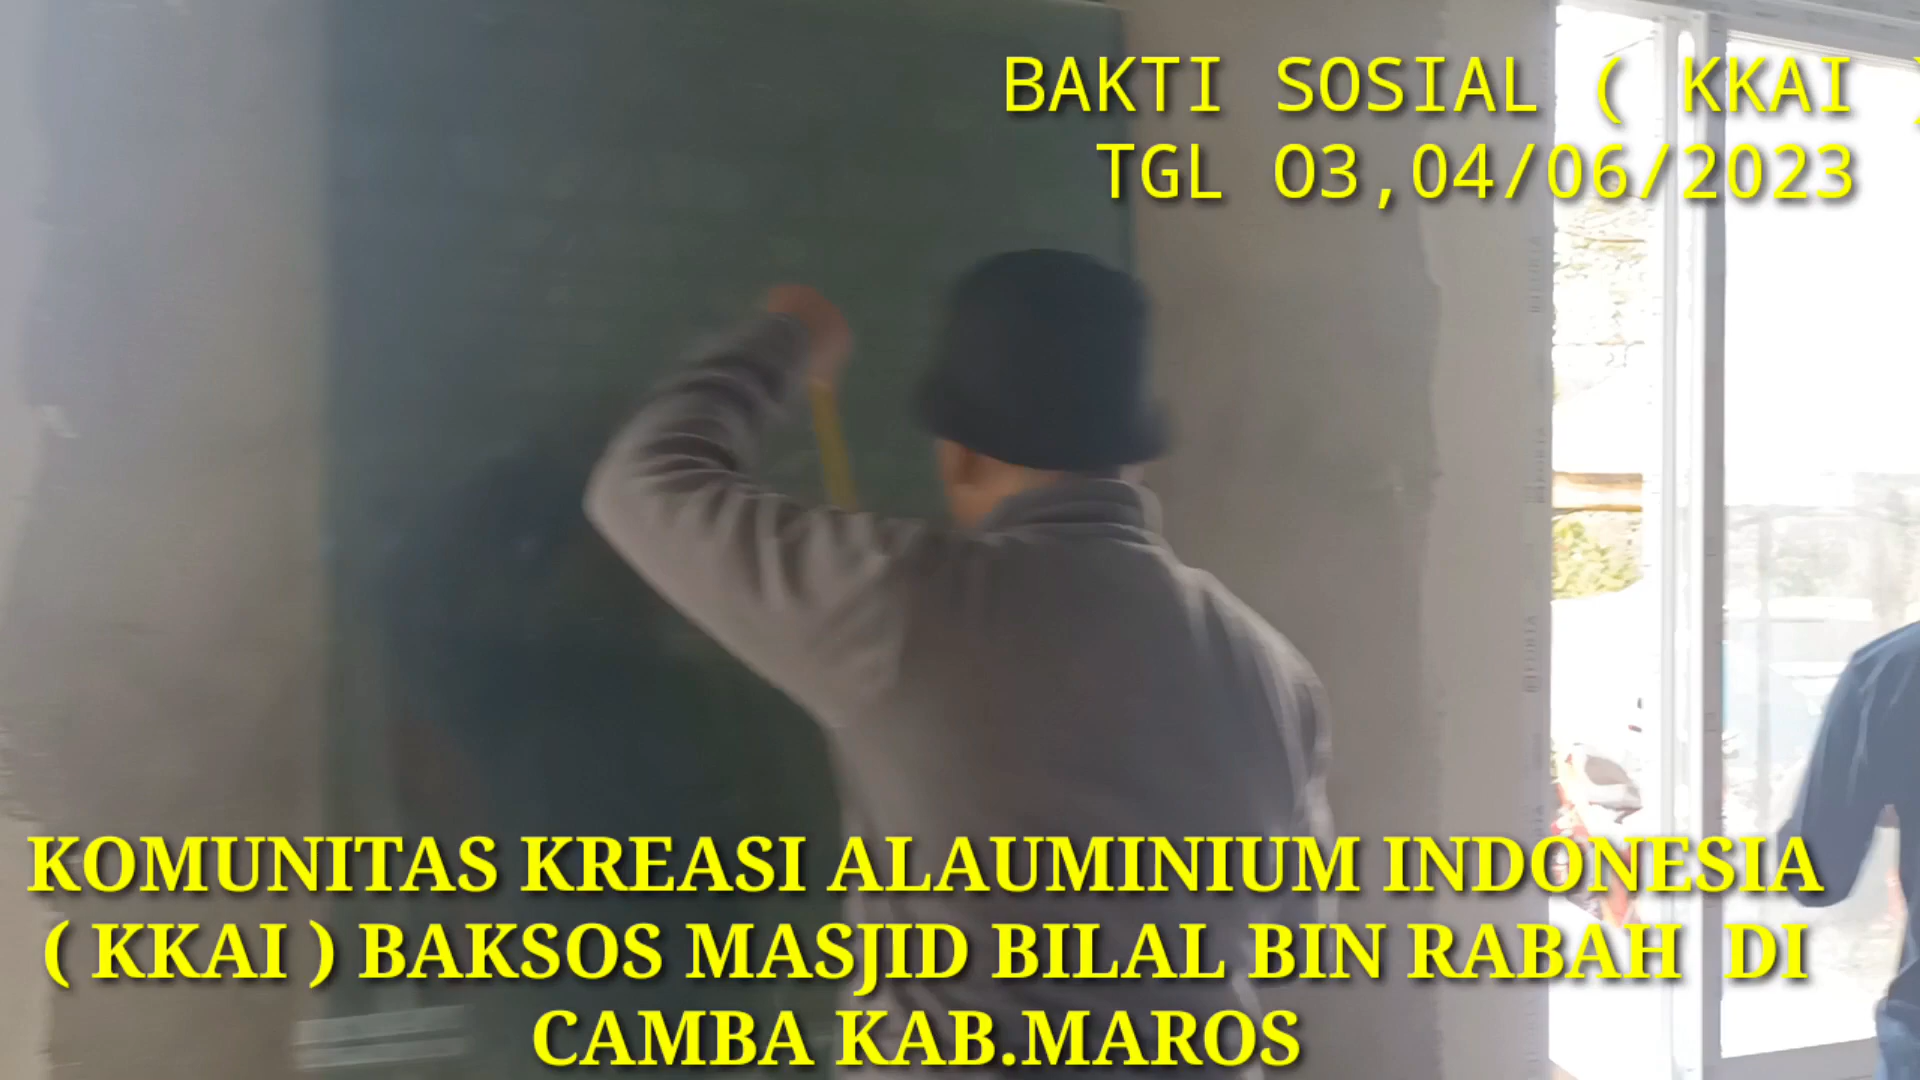 BAKTI SOSIAL ( KKAI )
TGL O3,04/06/2023
KOMUNITAS KREASI ALAUMINIUM INDONESIA
( KKAI ) BAKSOS MASJID BILAL BIN RABAH DI
CAMBA KAB.MAROS